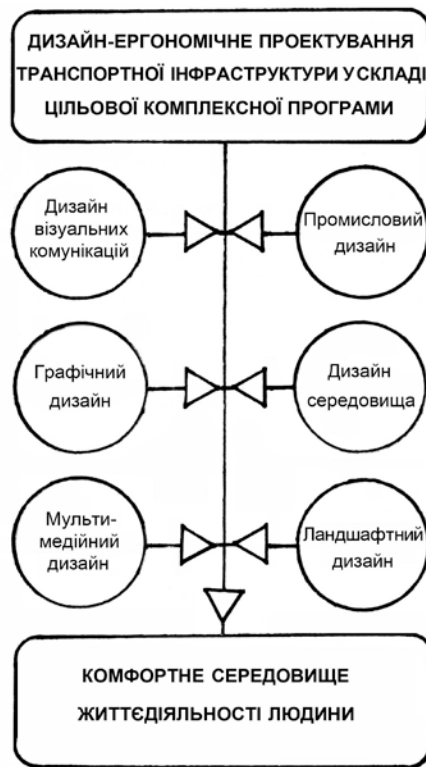 ДИЗАЙН-ЕРГОНОМІЧНЕ ПРОЕКТУВАННЯ
ТРАНСПОРТНОЇ ІНФРАСТРУКТУРИ У СКЛАДІ
ЦІЛЬОВОЇ КОМПЛЕКСНОЇ ПРОГРАМИ
Дизайн
візуальних
комунікацій
Промисловий
дизайн
Графічний
дизайн
Дизайн
середовища
Мульти-
медійний
дизайн
Ландшафтний
дизайн
КОМФОРТНЕ СЕРЕДОВИЩЕ
ЖИТТЄДІЯЛЬНОСТІ ЛЮДИНИ